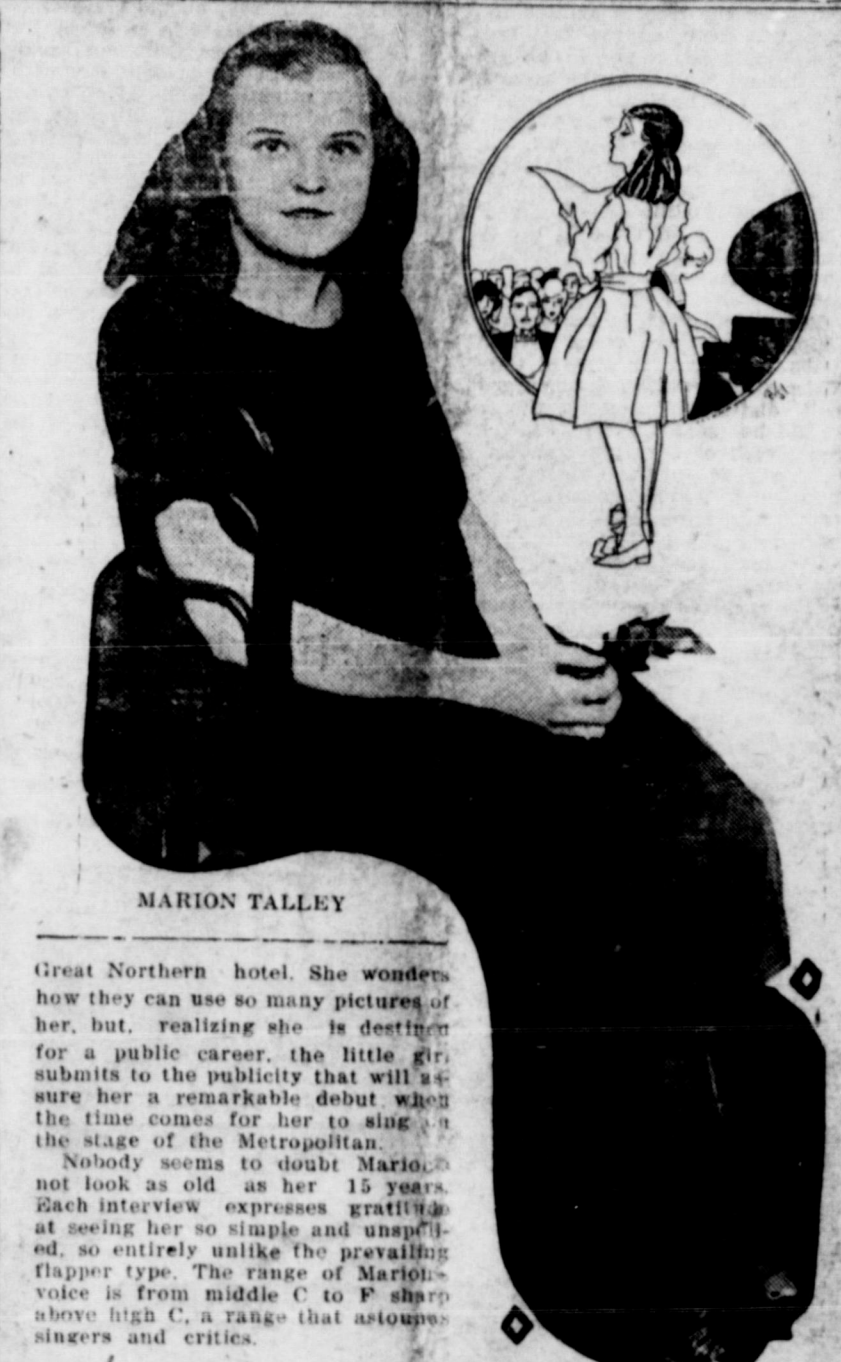 MARION TALLEY
Great Northern hotel. She wonders
how they can use so many pictures of
her, but, realizing she is destined
for a public career, the little girl
submits to the publicity that will as-
sure her a remarkable debut when
the time comes for her to sing
the stage of the Metropolitan.
Nobody seems to doubt
not look as old as her 15 years.
Each interview expresses gratitude
at seeing her so simple and unspoil-
ed, so entirely unlike the prevailing
flapper type. The range of
voice is from middle C to F sharp
above high C, a range that astounds
singers and critics.